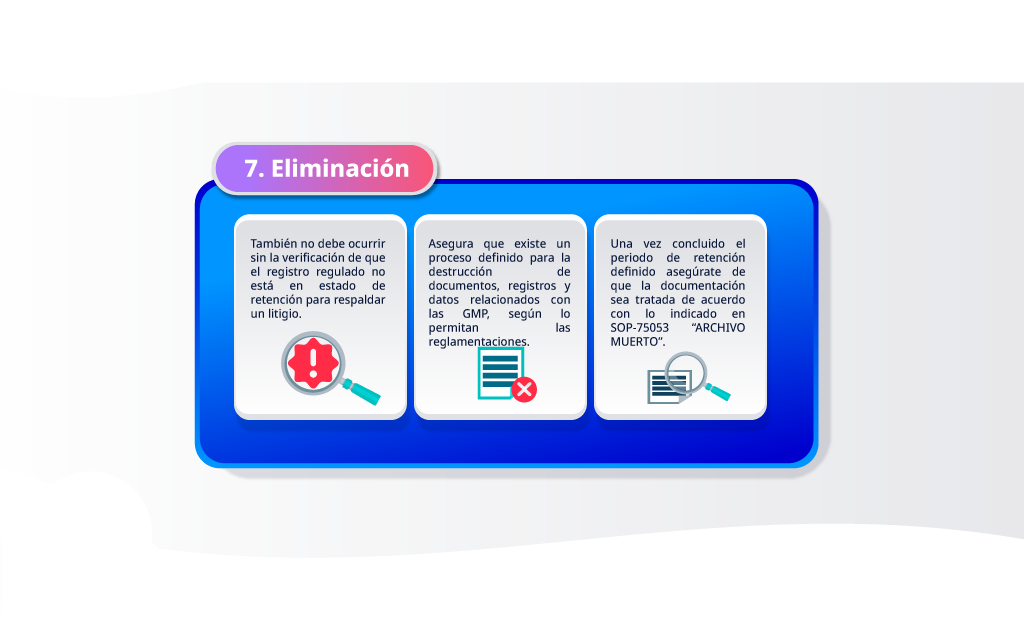 7. Eliminación
También no debe ocurrir
sin la verificación de que
el registro regulado no
está en estado de
retención para respaldar
un litigio.
Asegura que existe un
proceso definido para la
destrucción de
documentos, registros y
datos relacionados con
las GMP, según lo
permitan las
reglamentaciones.
Una vez concluido el
periodo de retención
definido asegúrate de
que la documentación
sea tratada de acuerdo
con lo indicado en
SOP-75053 “ARCHIVO
MUERTO”.